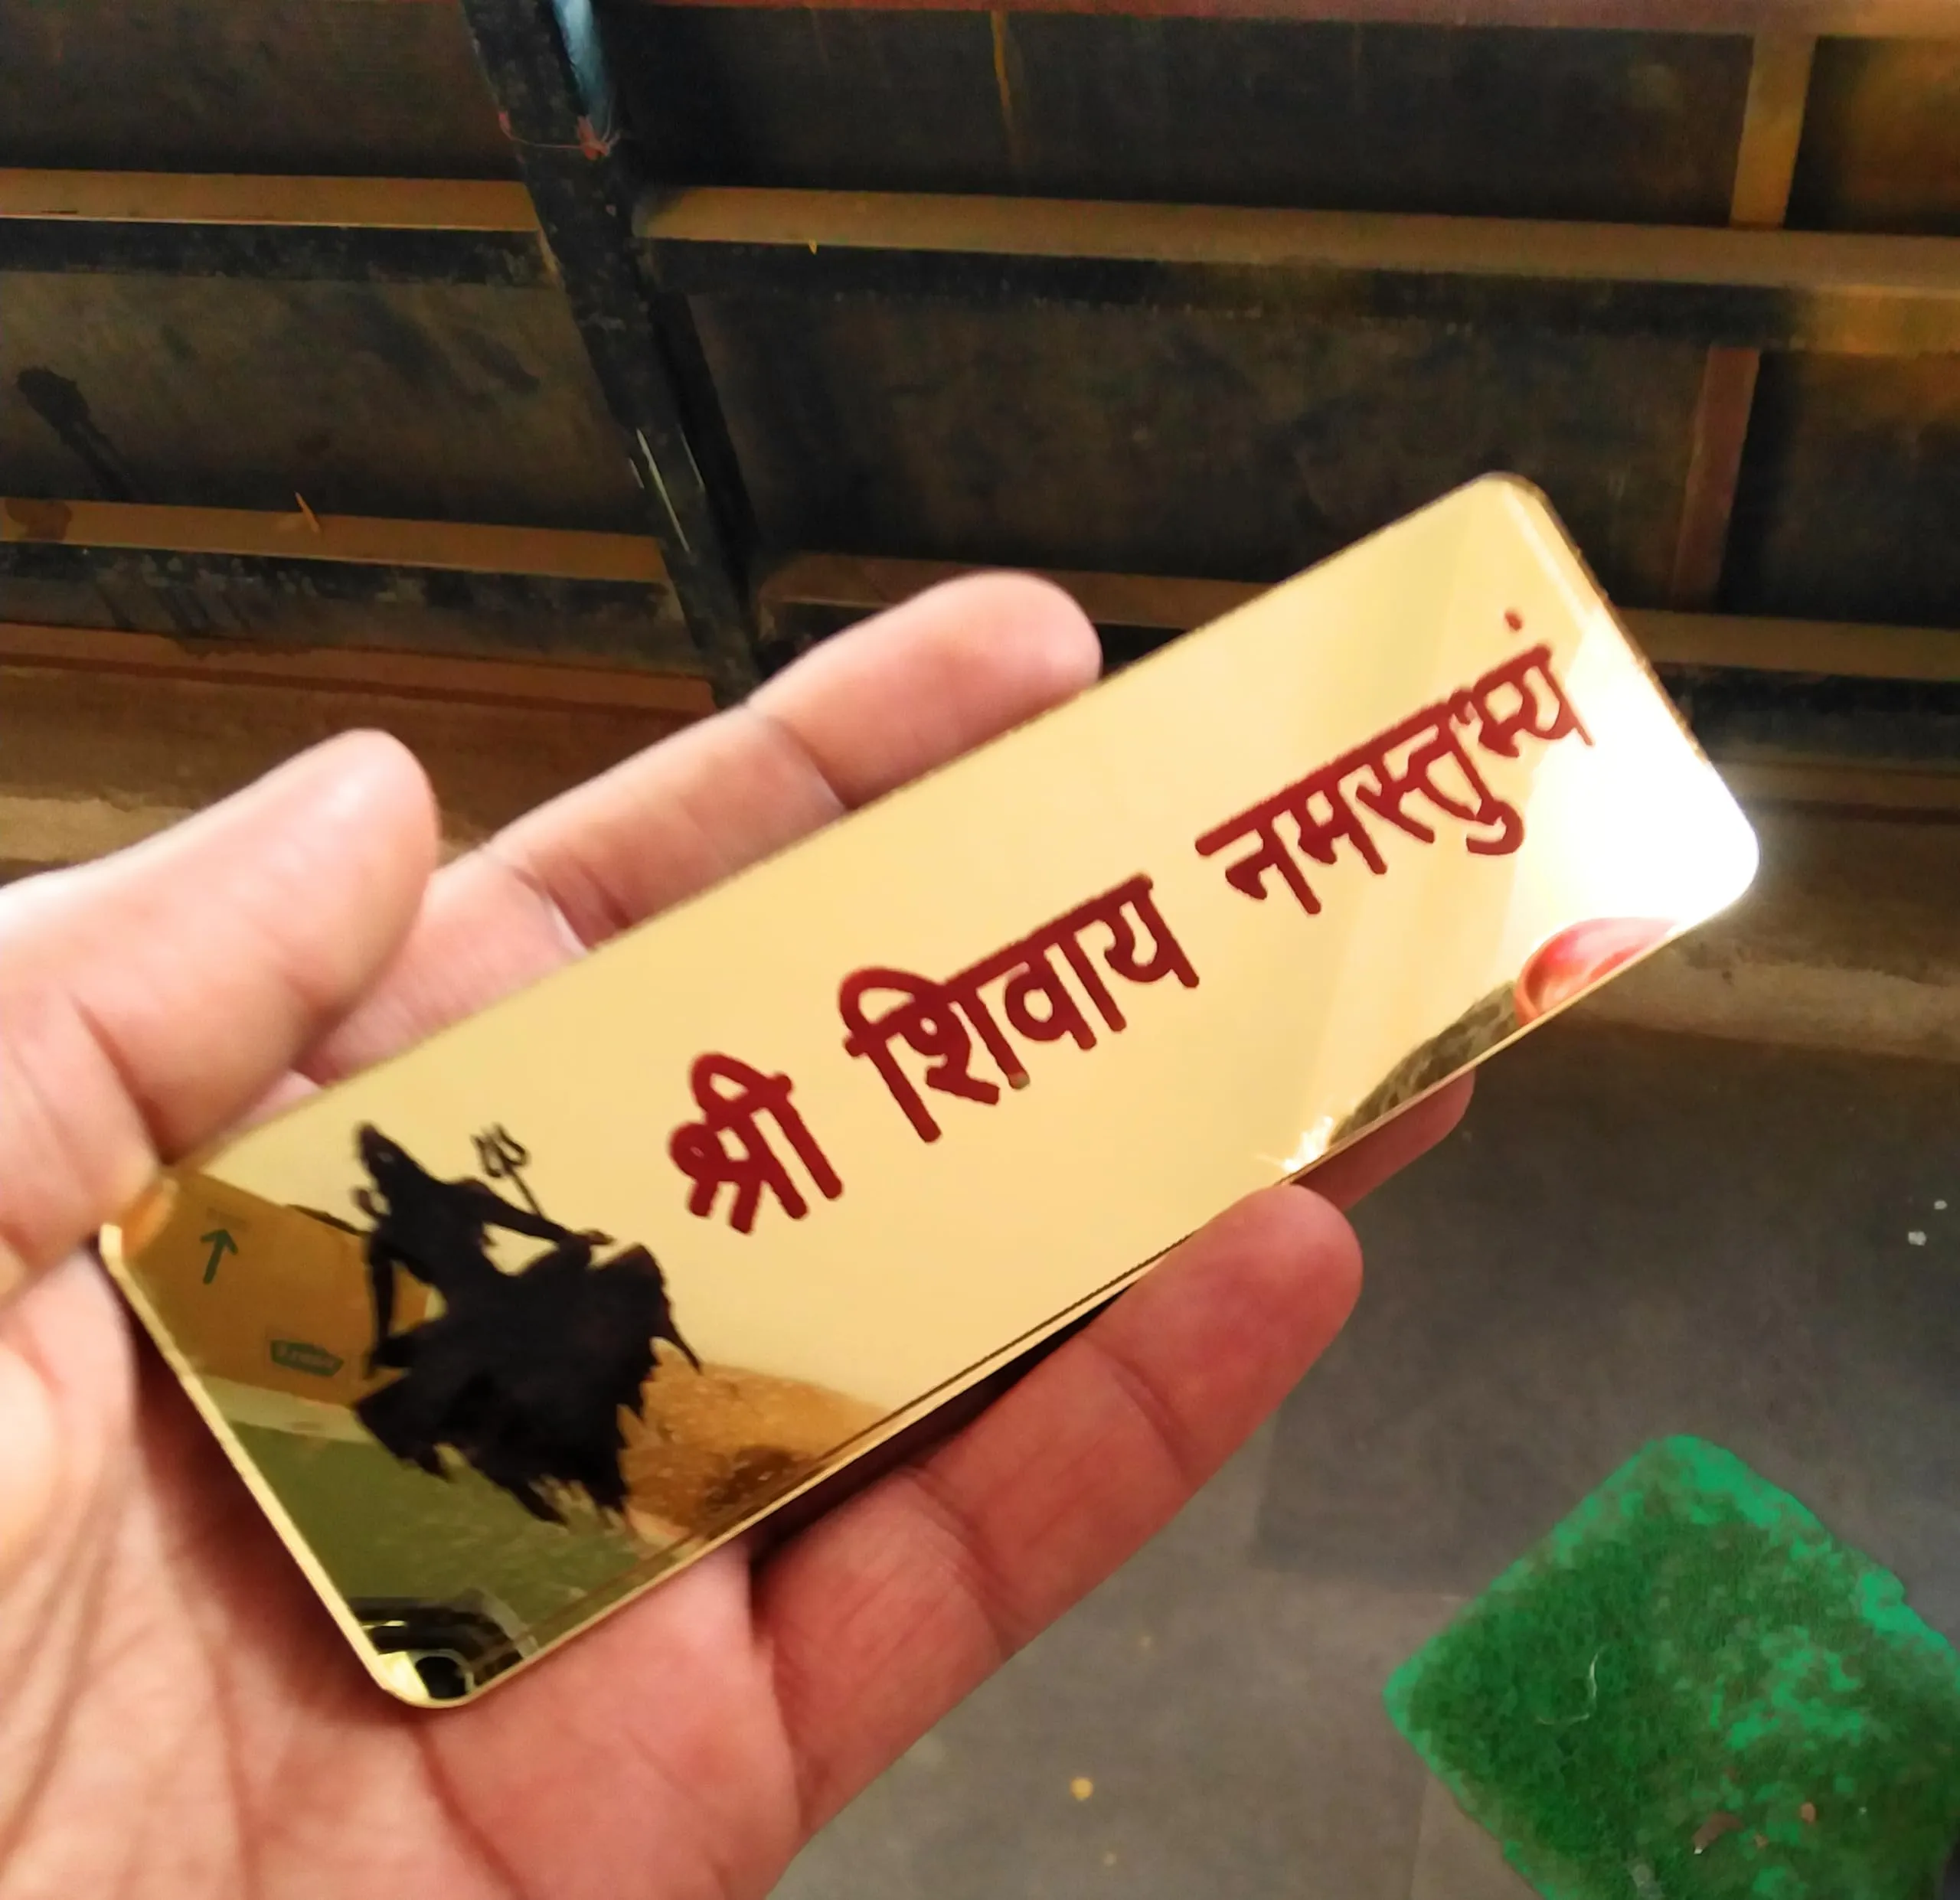 श्री शिवाय नमस्तुभ्यं